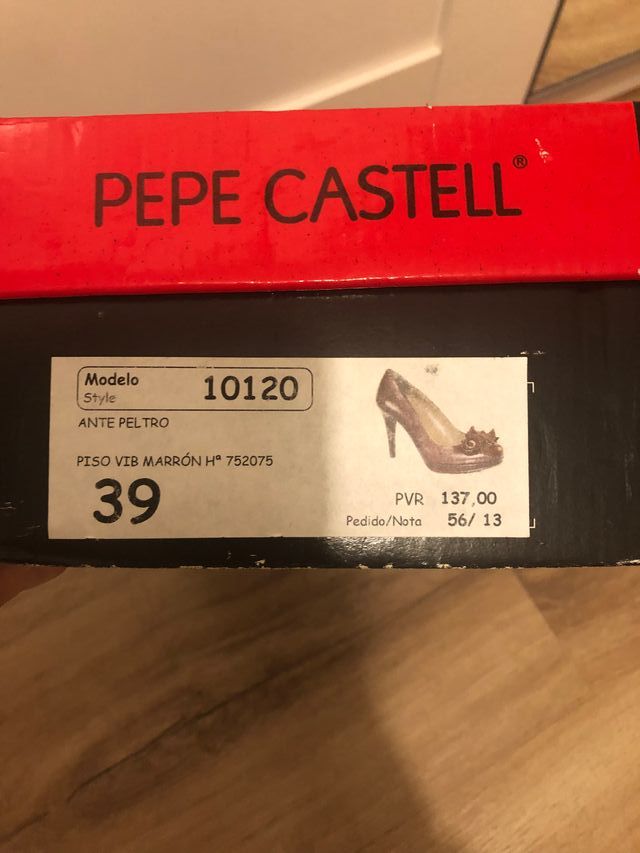 PEPE CASTELL®
Modelo
Style
10120
ANTE PELTRO
PISO VIB MARRÓN Hª 752075
39
PVR 137,00
Pedido/Nota 56/ 13